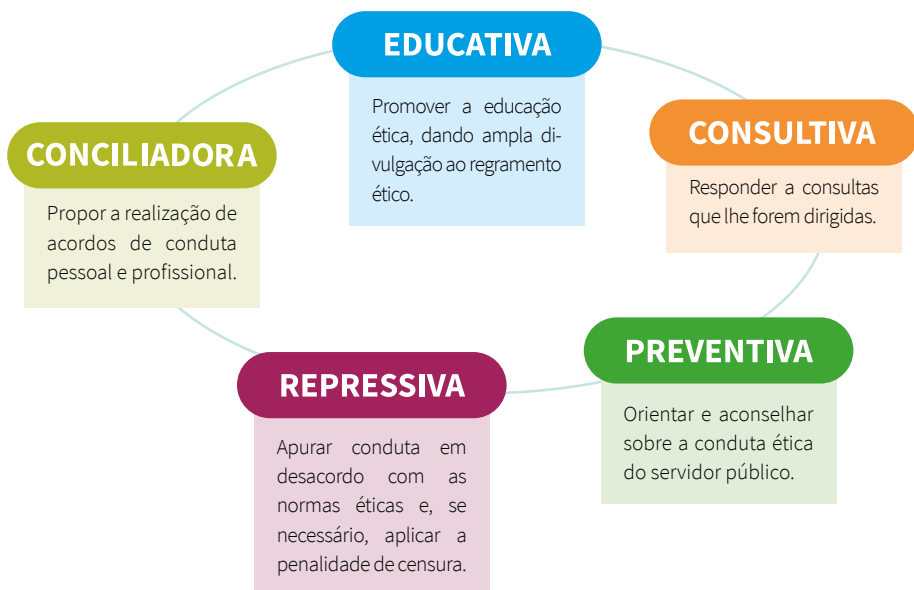 EDUCATIVA
Promover a educação
ética, dando ampla di-
vulgação ao regramento
ético.
CONSULTIVA
Responder a consultas
que lhe forem dirigidas.
PREVENTIVA
Orientar e aconselhar
sobre a conduta ética
do servidor público.
REPRESSIVA
Apurar conduta em
desacordo com as
normas éticas e, se
necessário, aplicar a
penalidade de censura.
CONCILIADORA
Propor a realização de
acordos de conduta
pessoal e profissional.